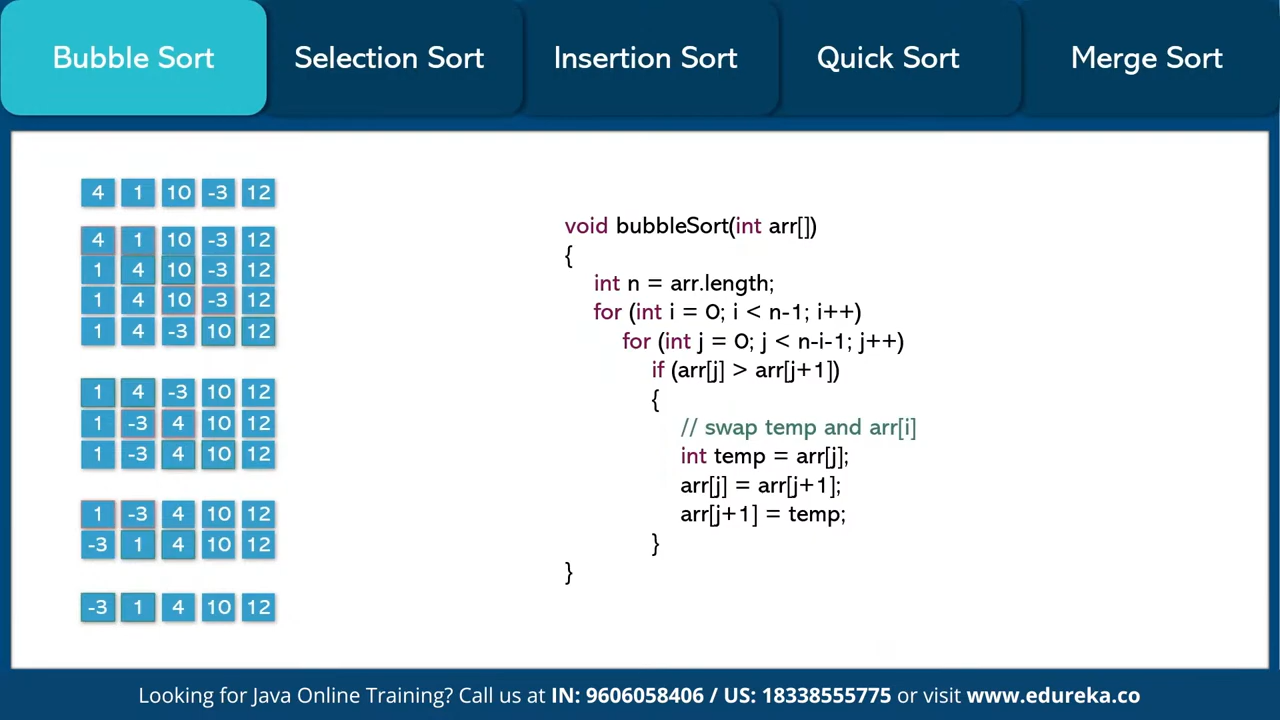 Bubble Sort Selection Sort Insertion Sort Quick Sort Merge Sort
4 1 10 -3 12
4 1 10 -3 12
1 4 10 -3 12
1 4 10 -3 12
1 4 -3 10 12
1 4 -3 10 12
1 -3 4 10 12
1 -3 4 10 12
1 -3 4 10 12
-3 1 4 10 12
-3 1 4 10 12
void bubbleSort(int arr[])
{
int n = arr.length;
for (int i = 0; i < n-1; i++)
for (int j = 0; j < n-i-1; j++)
if (arr[j] > arr[j+1])
{
// swap temp and arr[i]
int temp = arr[j];
arr[j] = arr[j+1];
arr[j+1] = temp;
}
}
Looking for Java Online Training? Call us at IN: 9606058406 / US: 18338555775 or visit www.edureka.co